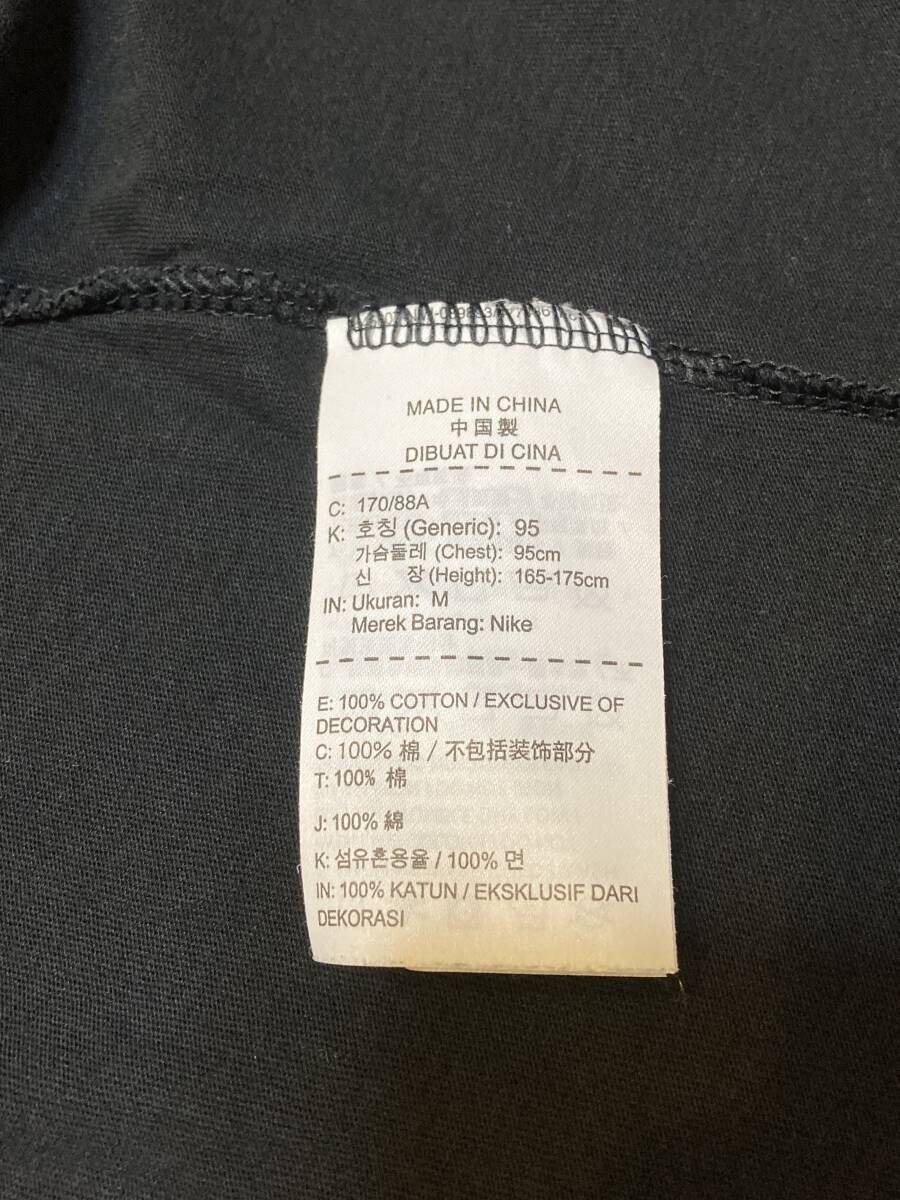 MADE IN CHINA
中国製
DIBUAT DI CINA
C: 170/88A
K: 호칭 (Generic): 95
가슴둘레 (Chest): 95cm
신 장 (Height): 165-175cm
IN: Ukuran: M
Merek Barang: Nike
E: 100% COTTON / EXCLUSIVE OF
DECORATION
C: 100% 棉 / 不包括装饰部分
T: 100% 棉
J: 100% 綿
K: 섬유혼용율 / 100% 면
IN: 100% KATUN / EKSKLUSIF DARI
DEKORASI